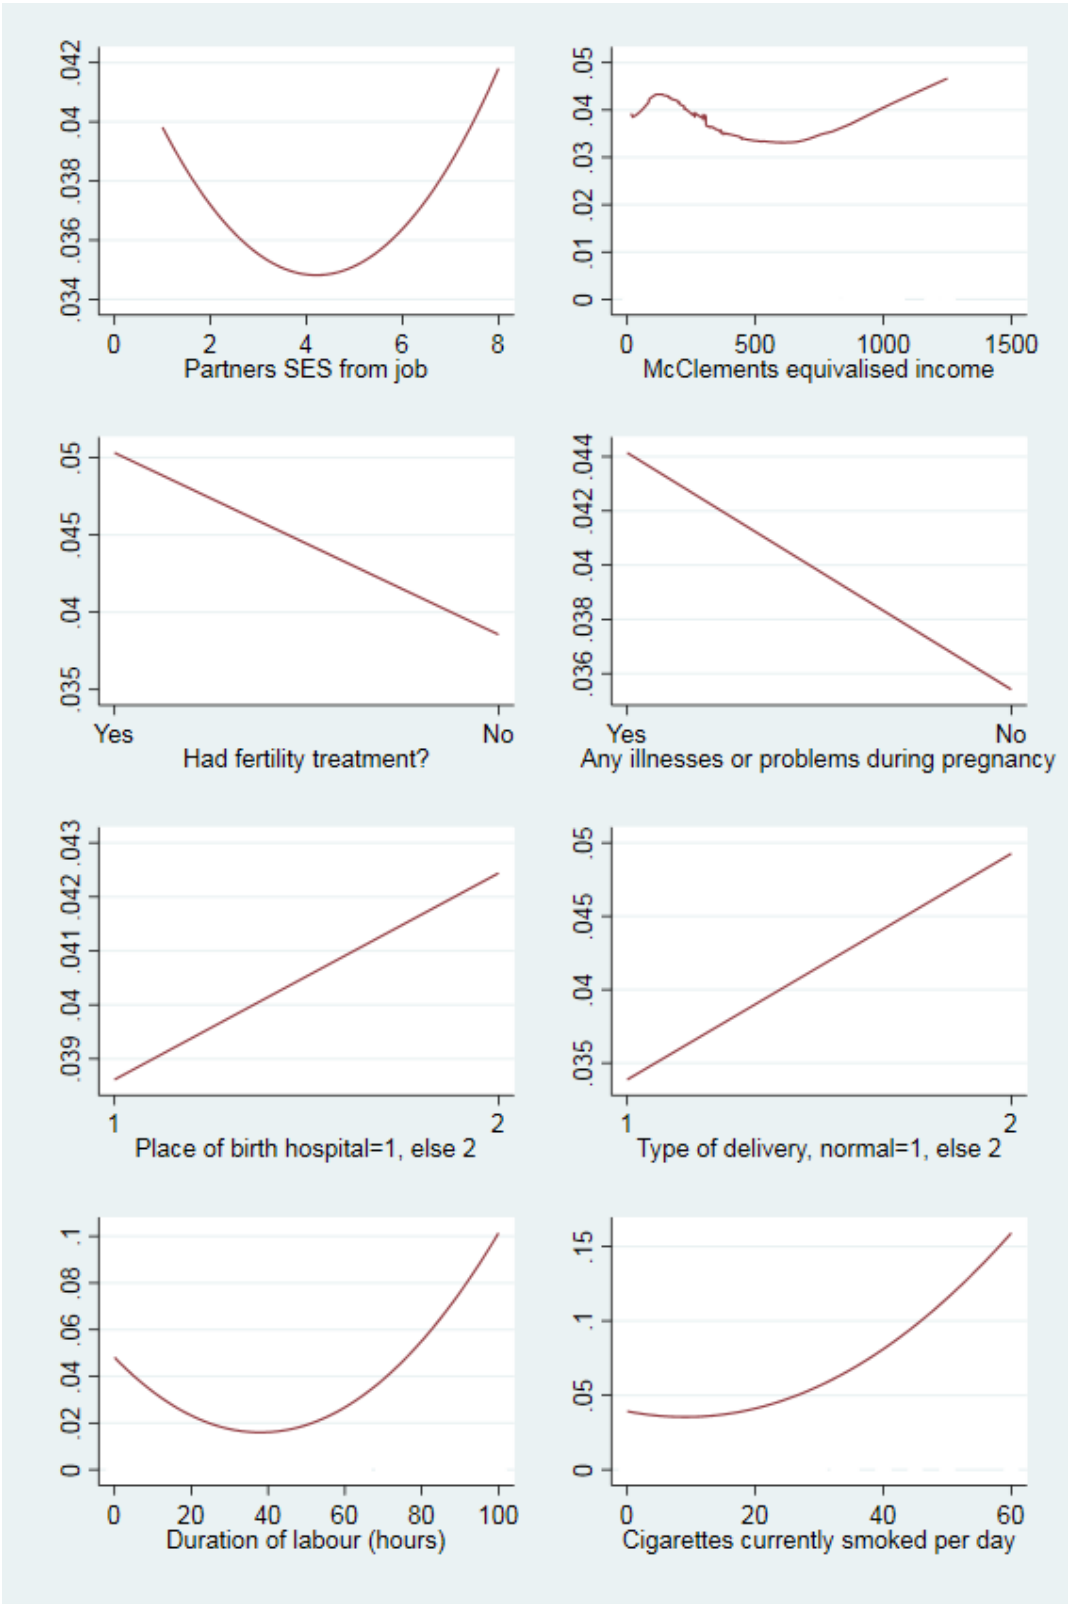 .042
.04
.038
.036
.034
0 2 4 6 8
Partners SES from job
.05
.04
.03
.02
.01
0
0 500 1000 1500
McClements equivalised income
.05
.045
.04
.035
Yes No
Had fertility treatment?
.044
.042
.04
.038
.036
Yes No
Any illnesses or problems during pregnancy
.043
.042
.041
.04
.039
1 2
Place of birth hospital=1, else 2
.05
.045
.04
.035
1 2
Type of delivery, normal=1, else 2
.1
.08
.06
.04
.02
0
0 20 40 60 80 100
Duration of labour (hours)
.15
.1
.05
0
0 20 40 60
Cigarettes currently smoked per day